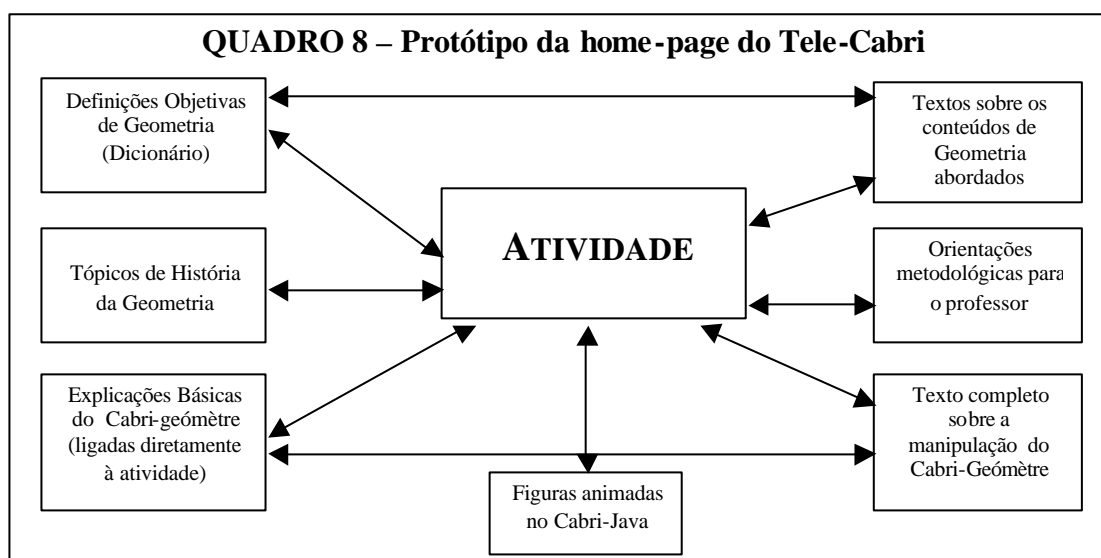 QUADRO 8 – Protótipo da home-page do Tele-Cabri
Definições Objetivas
de Geometria
(Dicionário)
Textos sobre os
conteúdos de
Geometria
abordados
ATIVIDADE
Tópicos de História
da Geometria
Orientações
metodológicas para
o professor
Explicações Básicas
do Cabri-geómètre
(ligadas diretamente
à atividade)
Texto completo
sobre a
manipulação do
Cabri-Geómètre
Figuras animadas
no Cabri-Java